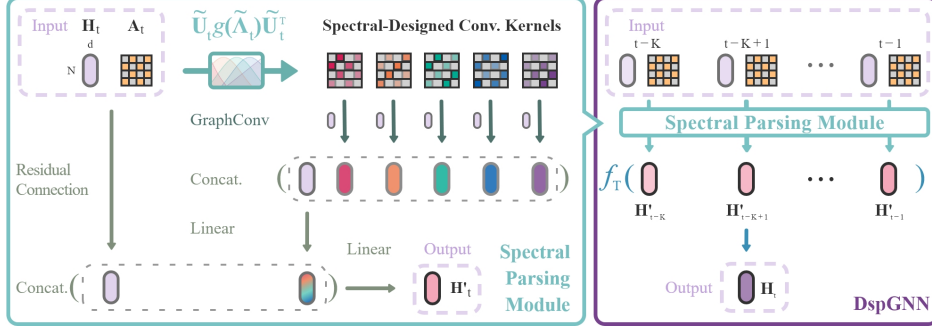 Input H_t A_t
d
N
Ũ_t g(Λ̃_t) Ũ_t^T
Spectral-Designed Conv. Kernels
GraphConv
Residual
Connection
Concat. ( )
Linear
Linear
Output
Concat. ( )
H'_t
Spectral
Parsing
Module
Input
t−K
t−K+1
t−1
...
Spectral Parsing Module
f_T ( ... )
H'_{t−K}
H'_{t−K+1}
H'_{t−1}
Output
H_t
DspGNN